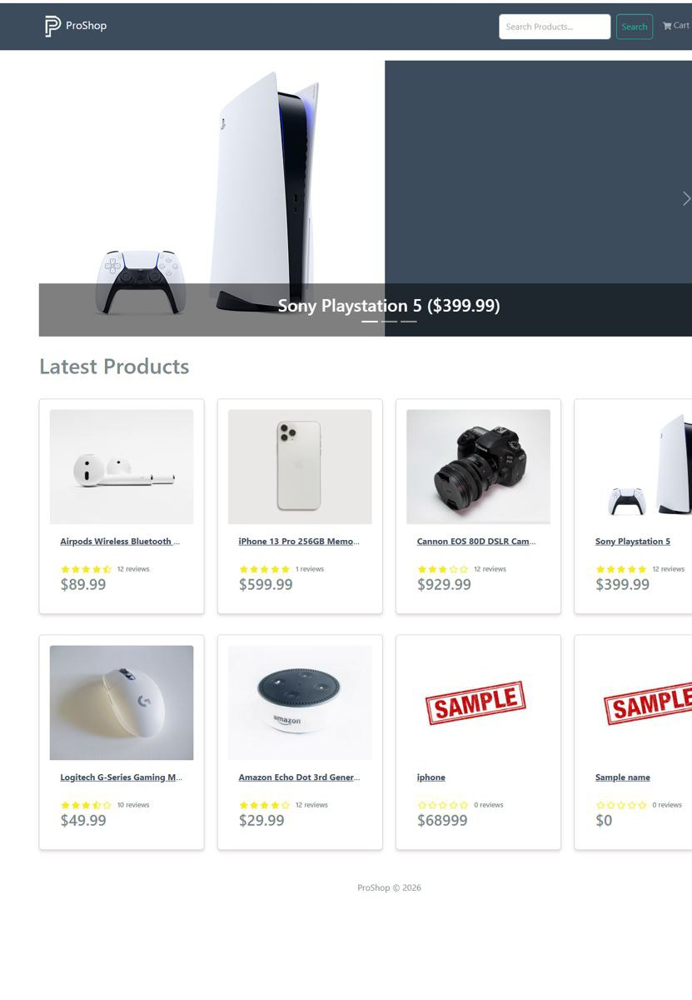 ProShop
Search Products...
Search
Cart
Sony Playstation 5 ($399.99)
Latest Products
Airpods Wireless Bluetooth ...
12 reviews
$89.99
iPhone 13 Pro 256GB Memo...
1 reviews
$599.99
Cannon EOS 80D DSLR Cam...
12 reviews
$929.99
Sony Playstation 5
12 reviews
$399.99
Logitech G-Series Gaming M...
10 reviews
$49.99
amazon
Amazon Echo Dot 3rd Gener...
12 reviews
$29.99
SAMPLE
iphone
0 reviews
$68999
SAMPLE
Sample name
0 reviews
$0
ProShop © 2026